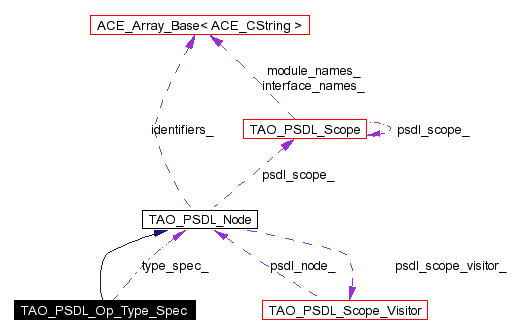 ACE_Array_Base< ACE_CString >
module_names_
interface_names_
identifiers_
TAO_PSDL_Scope
psdl_scope_
psdl_scope_
TAO_PSDL_Node
type_spec_
psdl_node_
psdl_scope_visitor_
TAO_PSDL_Op_Type_Spec
TAO_PSDL_Scope_Visitor